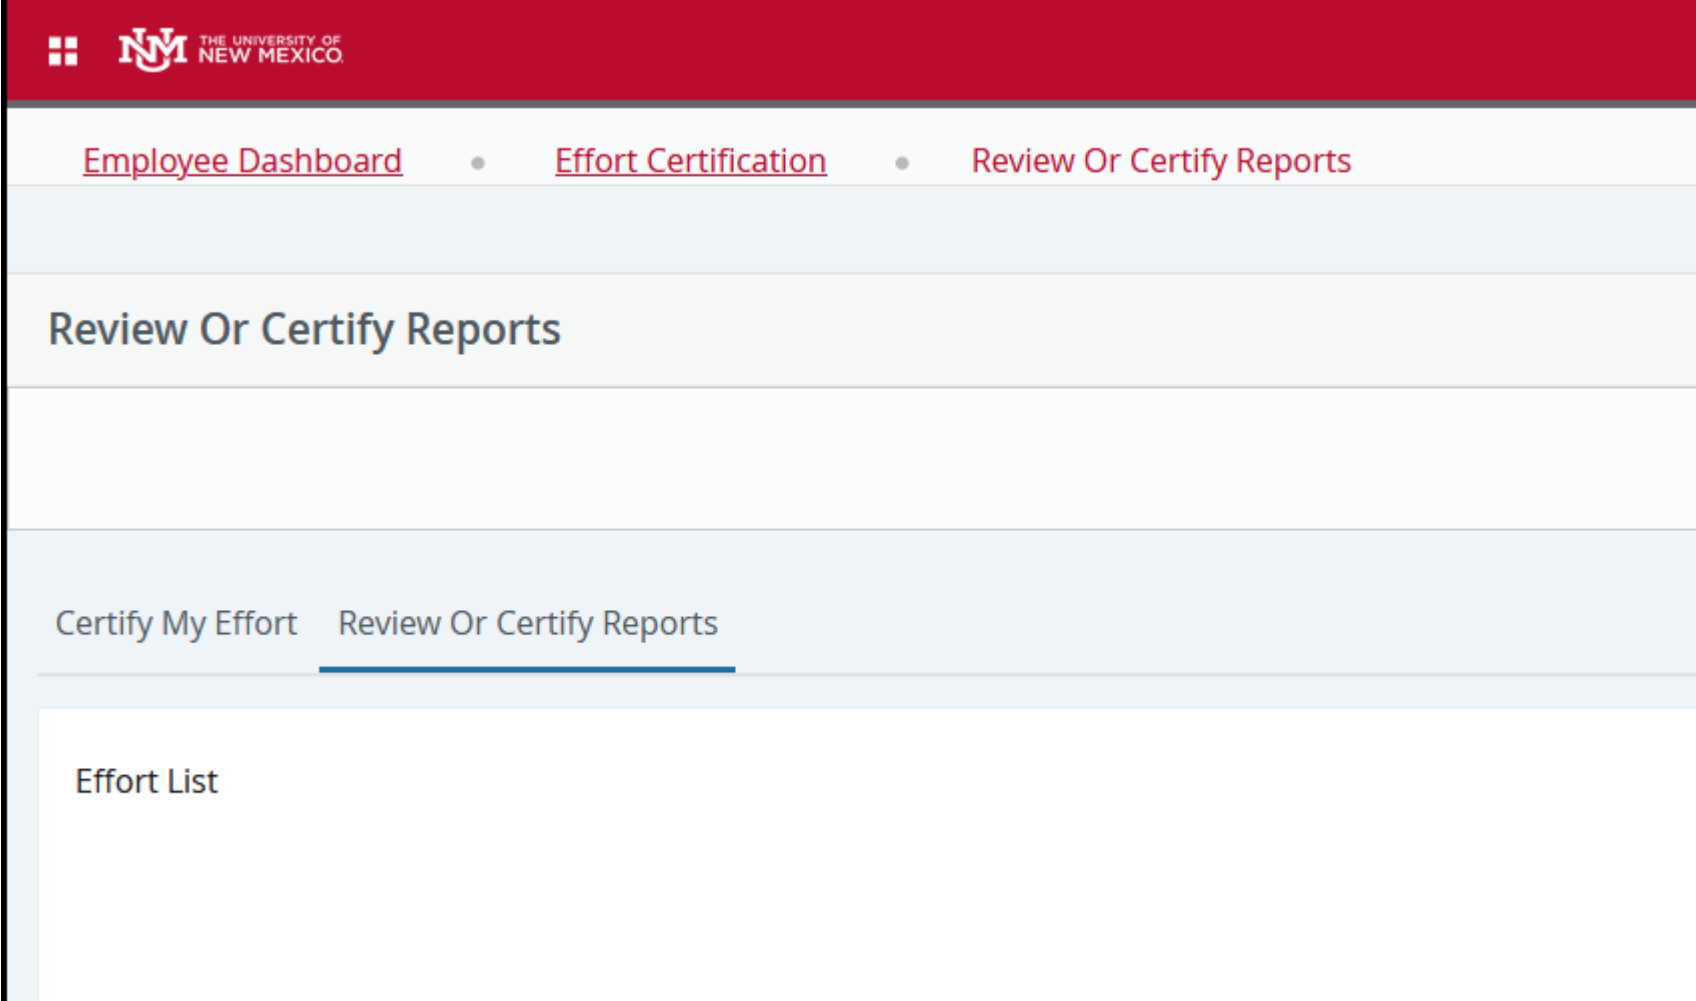 UNM THE UNIVERSITY OF
NEW MEXICO
Employee Dashboard • Effort Certification • Review Or Certify Reports
Review Or Certify Reports
Certify My Effort Review Or Certify Reports
Effort List